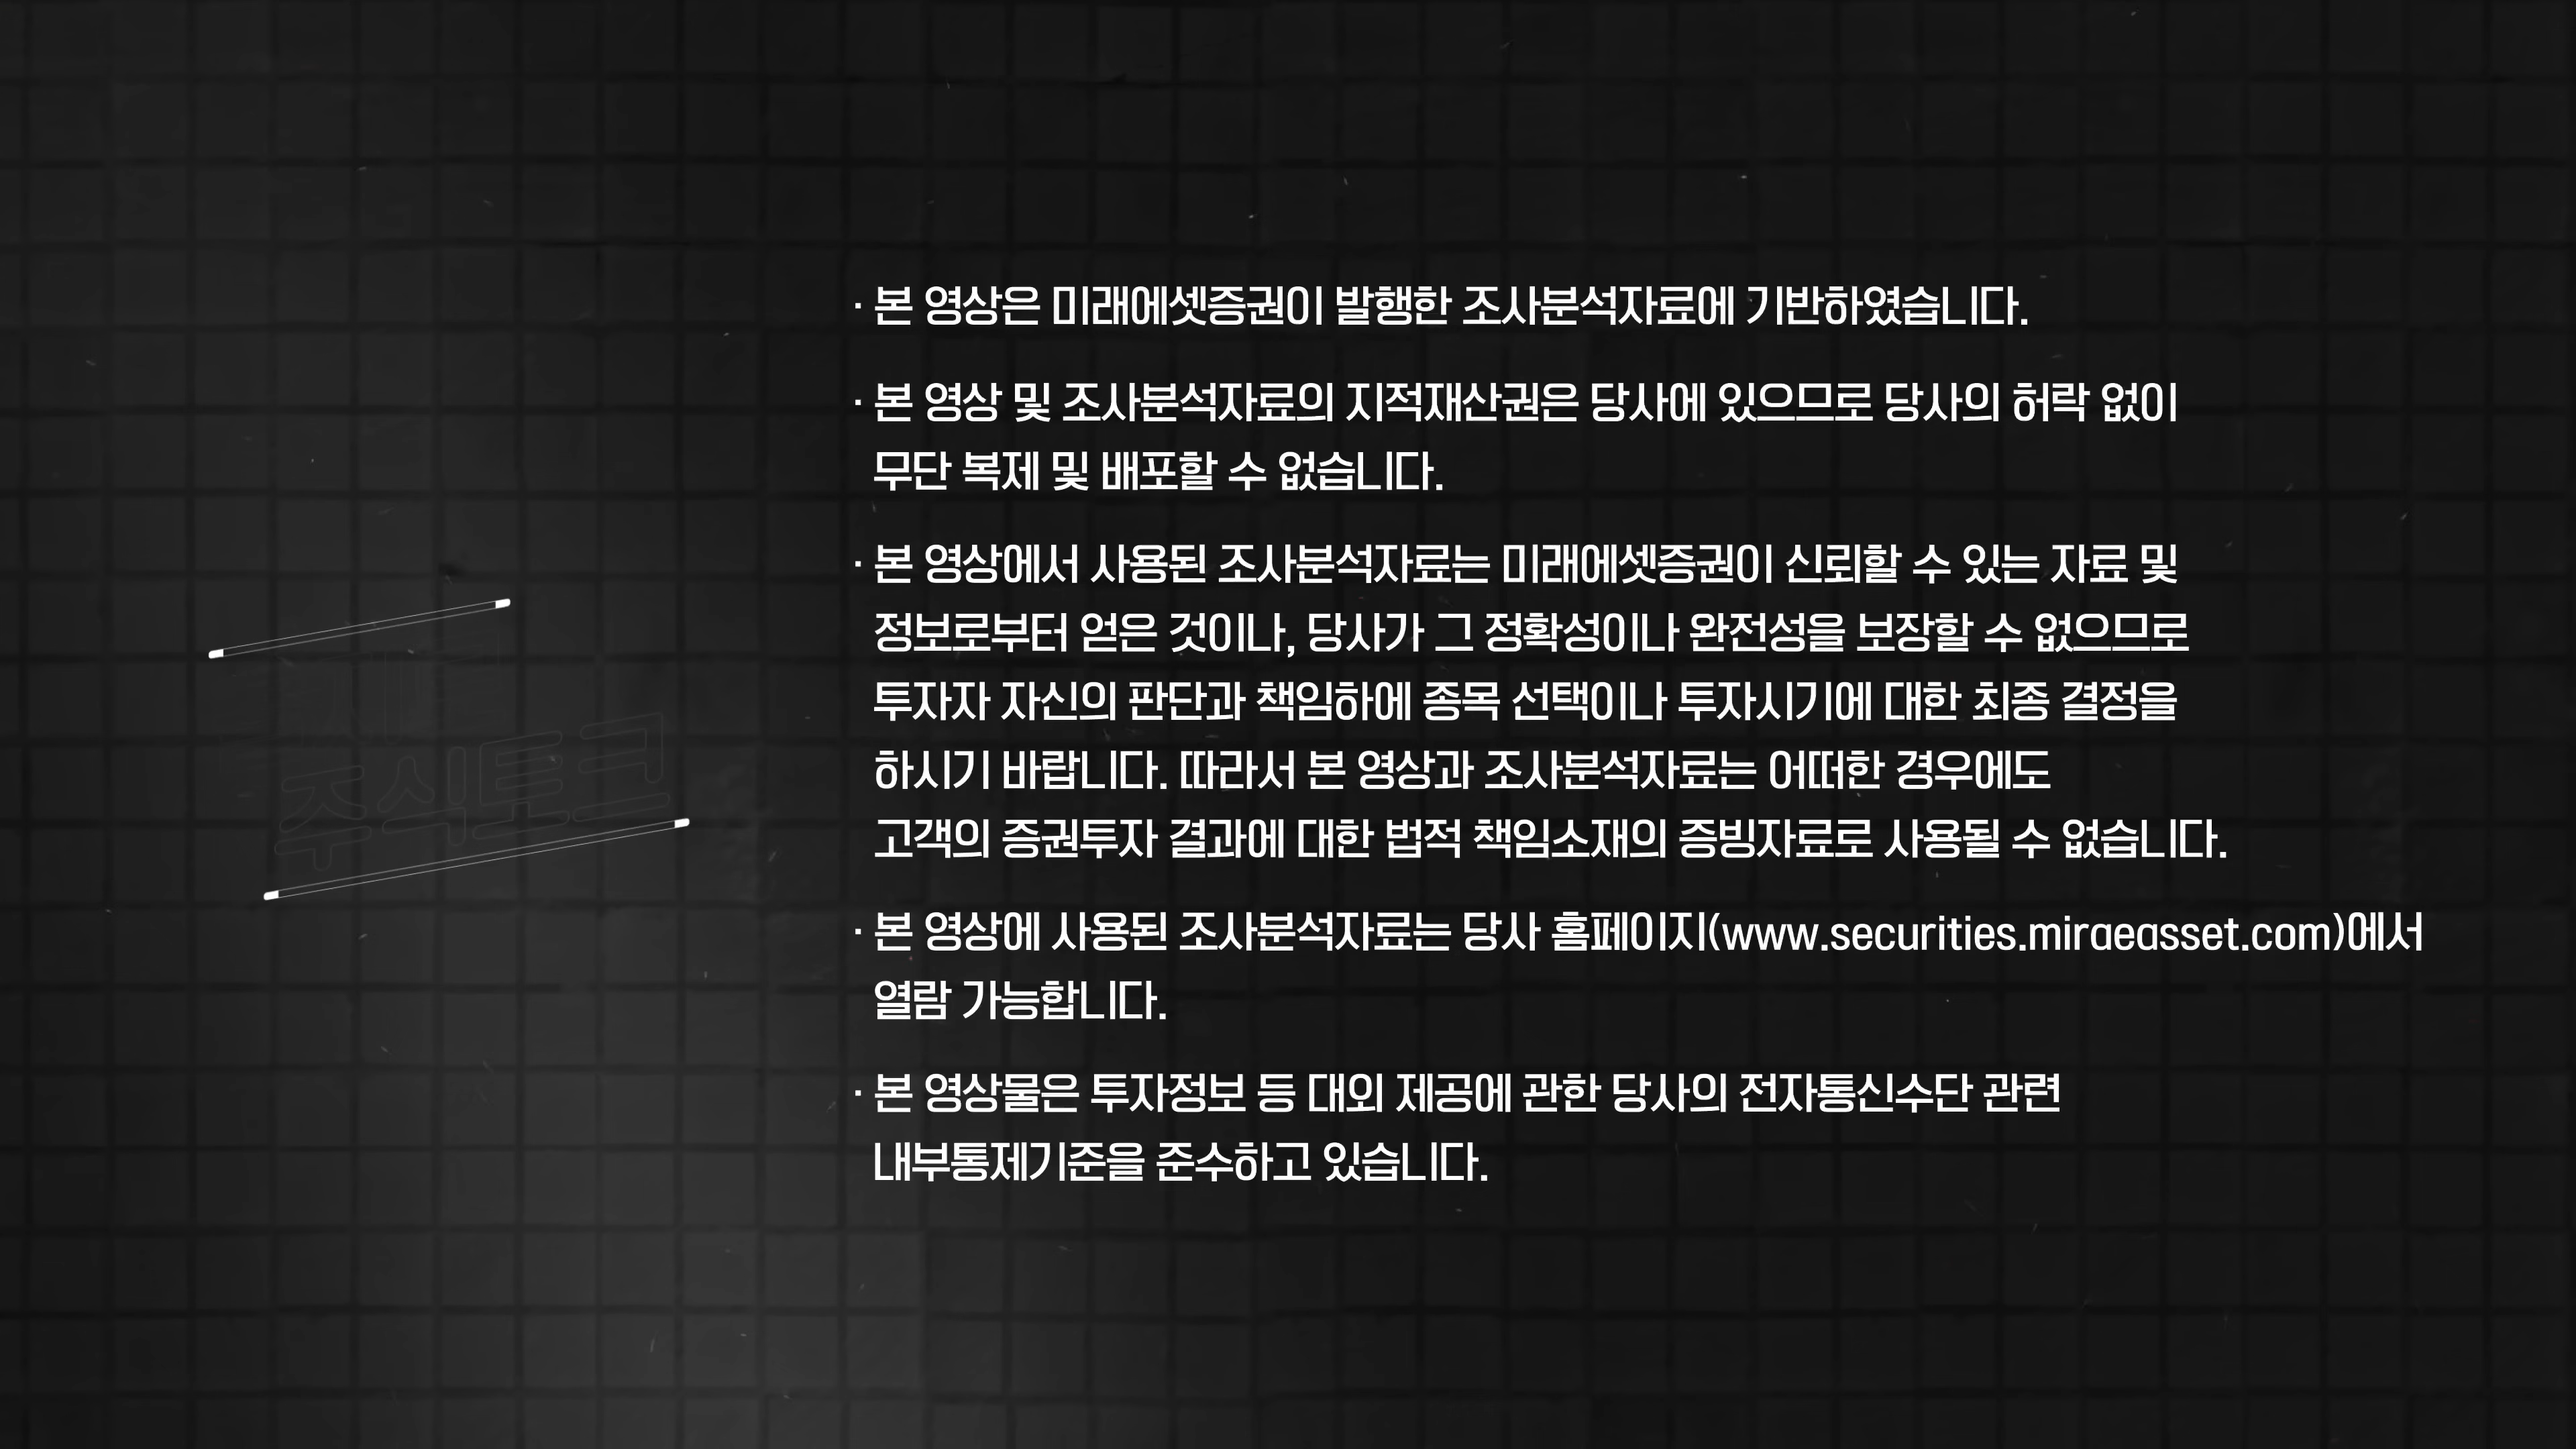 주식토크
· 본 영상은 미래에셋증권이 발행한 조사분석자료에 기반하였습니다.
· 본 영상 및 조사분석자료의 지적재산권은 당사에 있으므로 당사의 허락 없이
무단 복제 및 배포할 수 없습니다.
· 본 영상에서 사용된 조사분석자료는 미래에셋증권이 신뢰할 수 있는 자료 및
정보로부터 얻은 것이나, 당사가 그 정확성이나 완전성을 보장할 수 없으므로
투자자 자신의 판단과 책임하에 종목 선택이나 투자시기에 대한 최종 결정을
하시기 바랍니다. 따라서 본 영상과 조사분석자료는 어떠한 경우에도
고객의 증권투자 결과에 대한 법적 책임소재의 증빙자료로 사용될 수 없습니다.
· 본 영상에 사용된 조사분석자료는 당사 홈페이지(www.securities.miraeasset.com)에서
열람 가능합니다.
· 본 영상물은 투자정보 등 대외 제공에 관한 당사의 전자통신수단 관련
내부통제기준을 준수하고 있습니다.